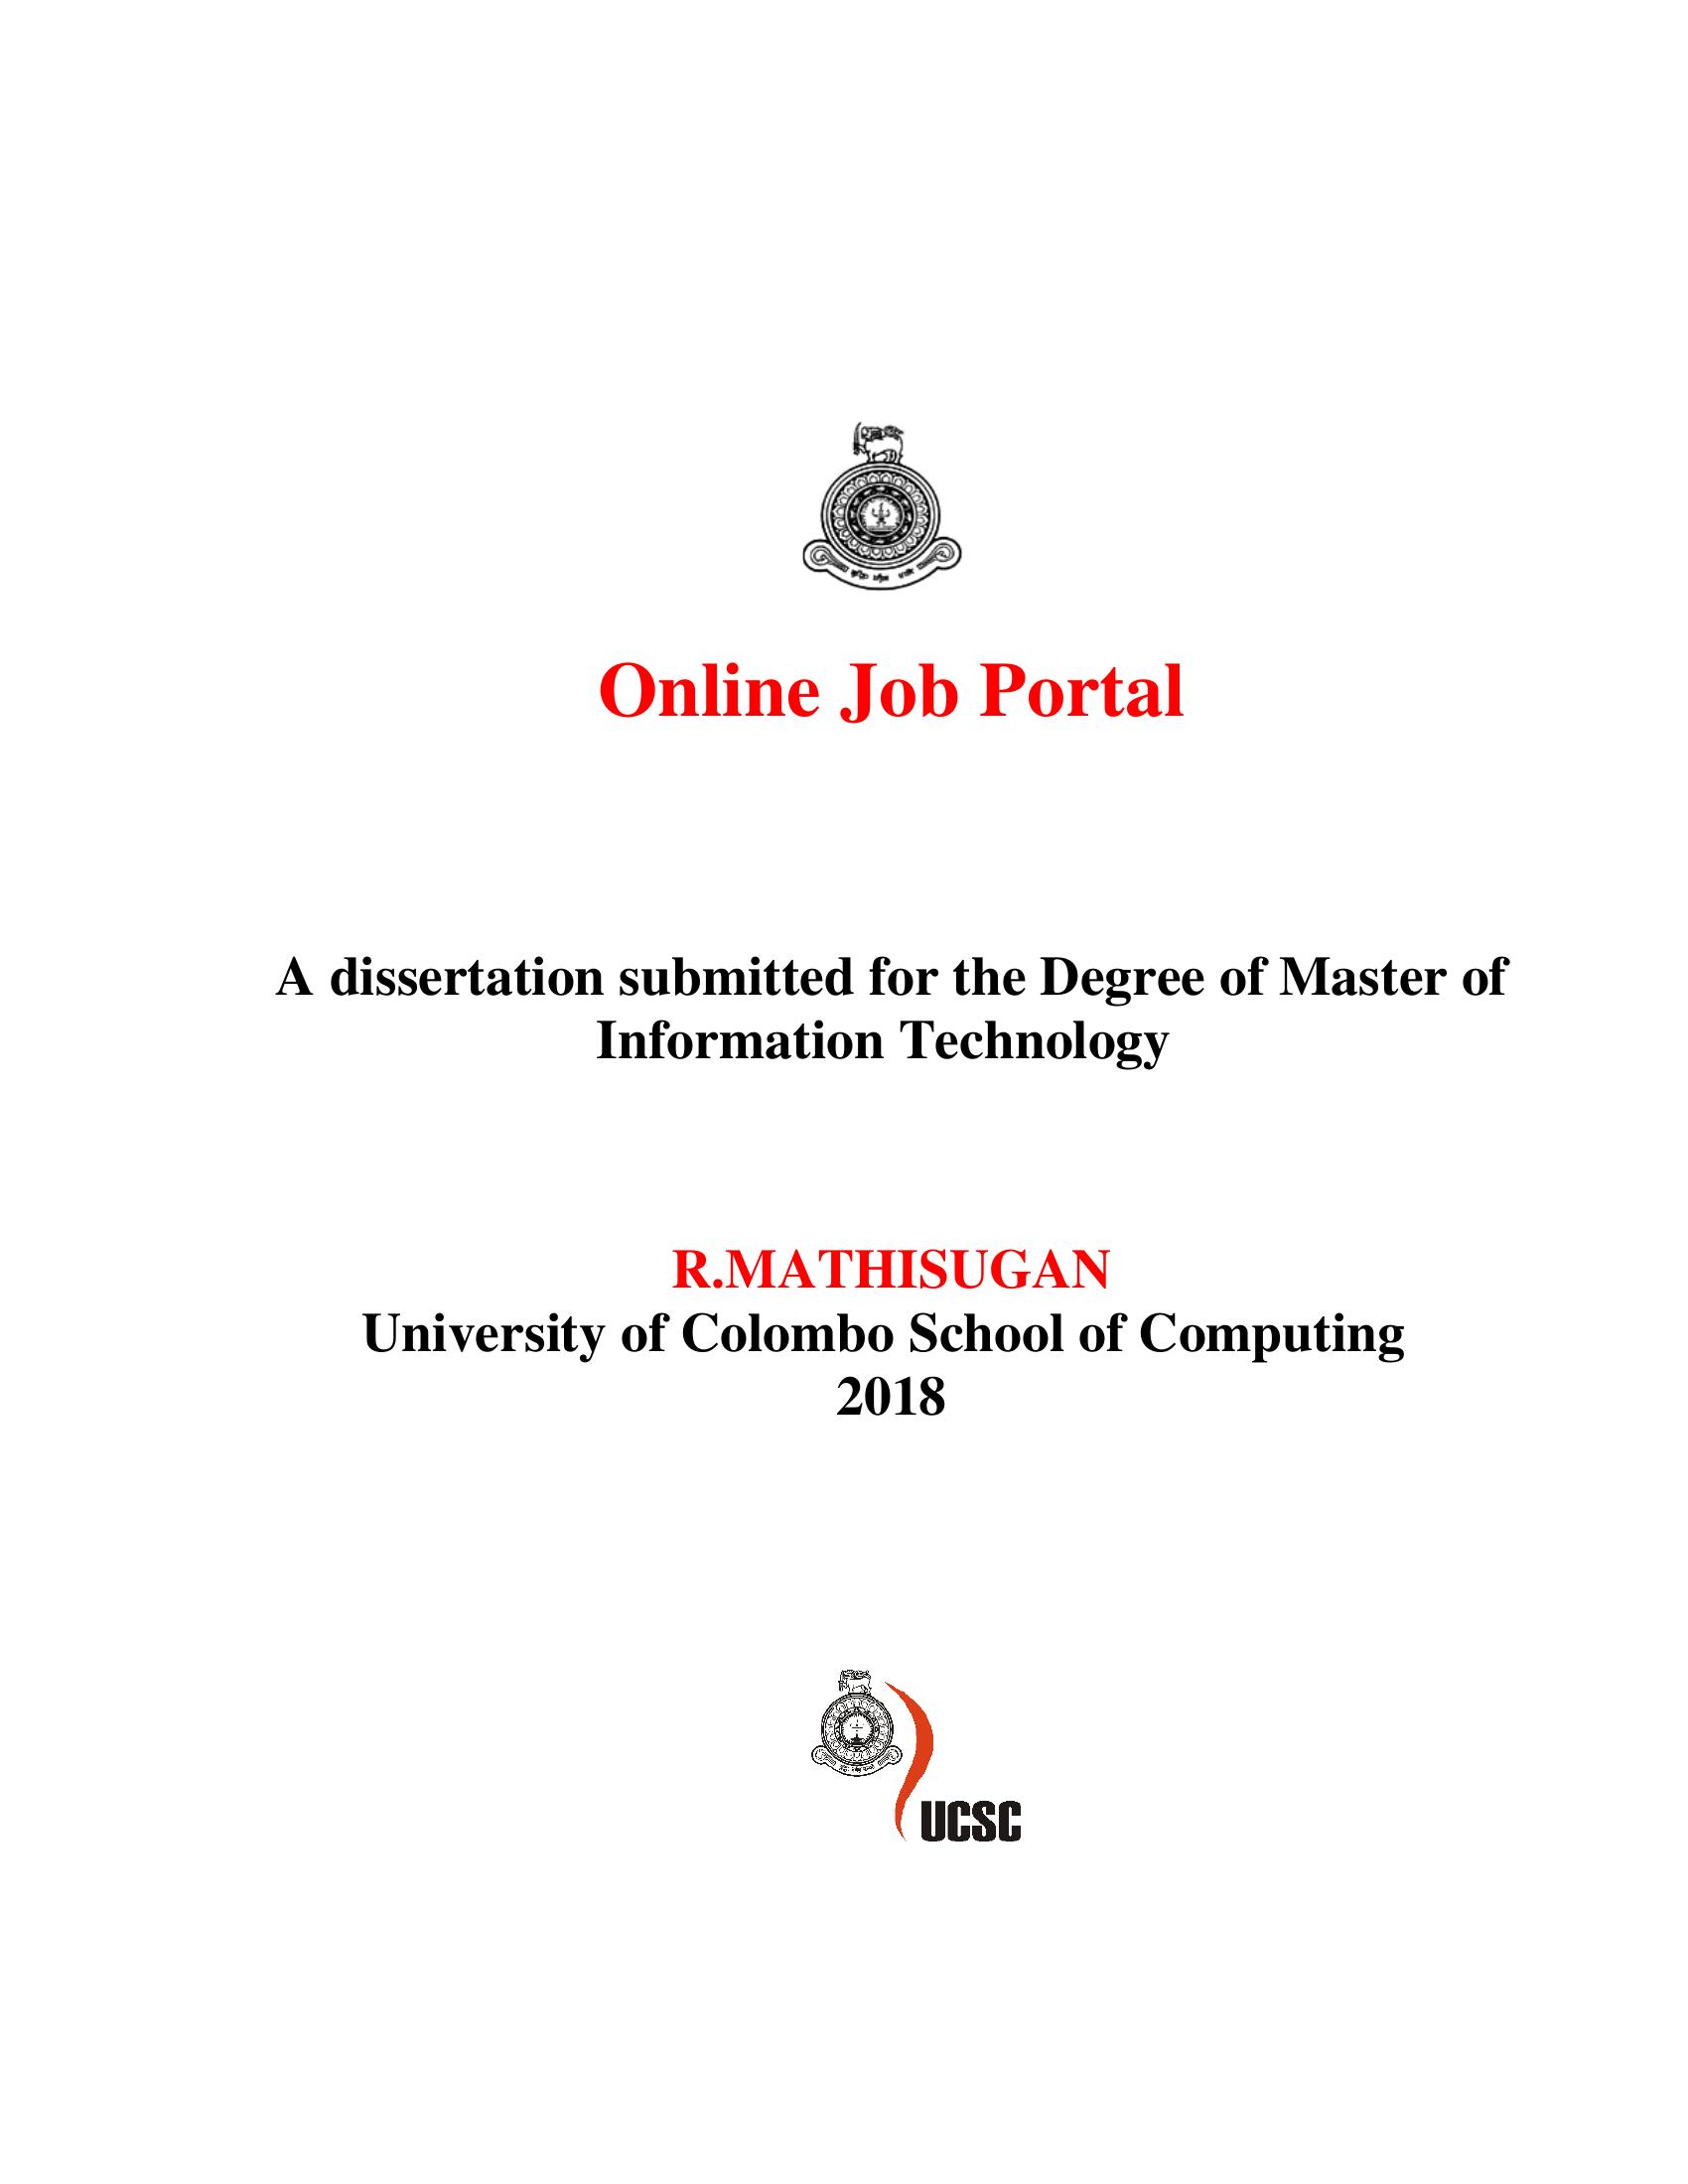 Online Job Portal
A dissertation submitted for the Degree of Master of
Information Technology
R.MATHISUGAN
University of Colombo School of Computing
2018
UCSC